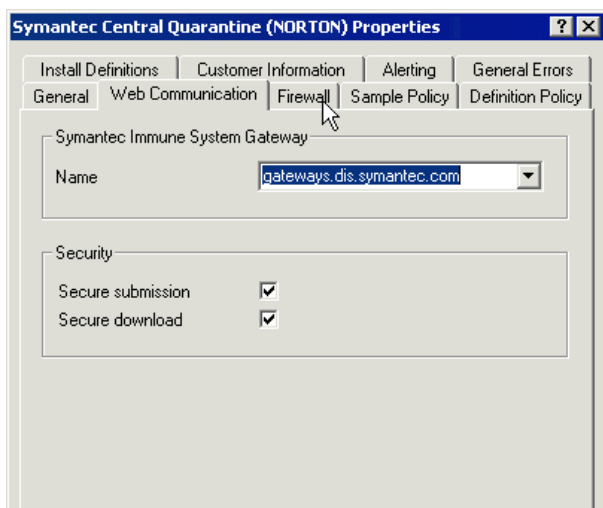 Symantec Central Quarantine (NORTON) Properties
Install Definitions Customer Information Alerting General Errors
General Web Communication Firewall Sample Policy Definition Policy
Symantec Immune System Gateway
Name gateways.dis.symantec.com
Security
Secure submission
Secure download